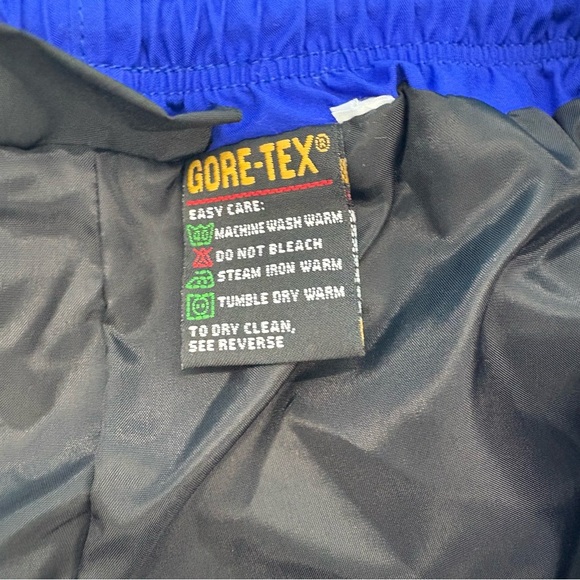 GORE-TEX®
EASY CARE:
MACHINE WASH WARM
DO NOT BLEACH
STEAM IRON WARM
TUMBLE DRY WARM
TO DRY CLEAN,
SEE REVERSE